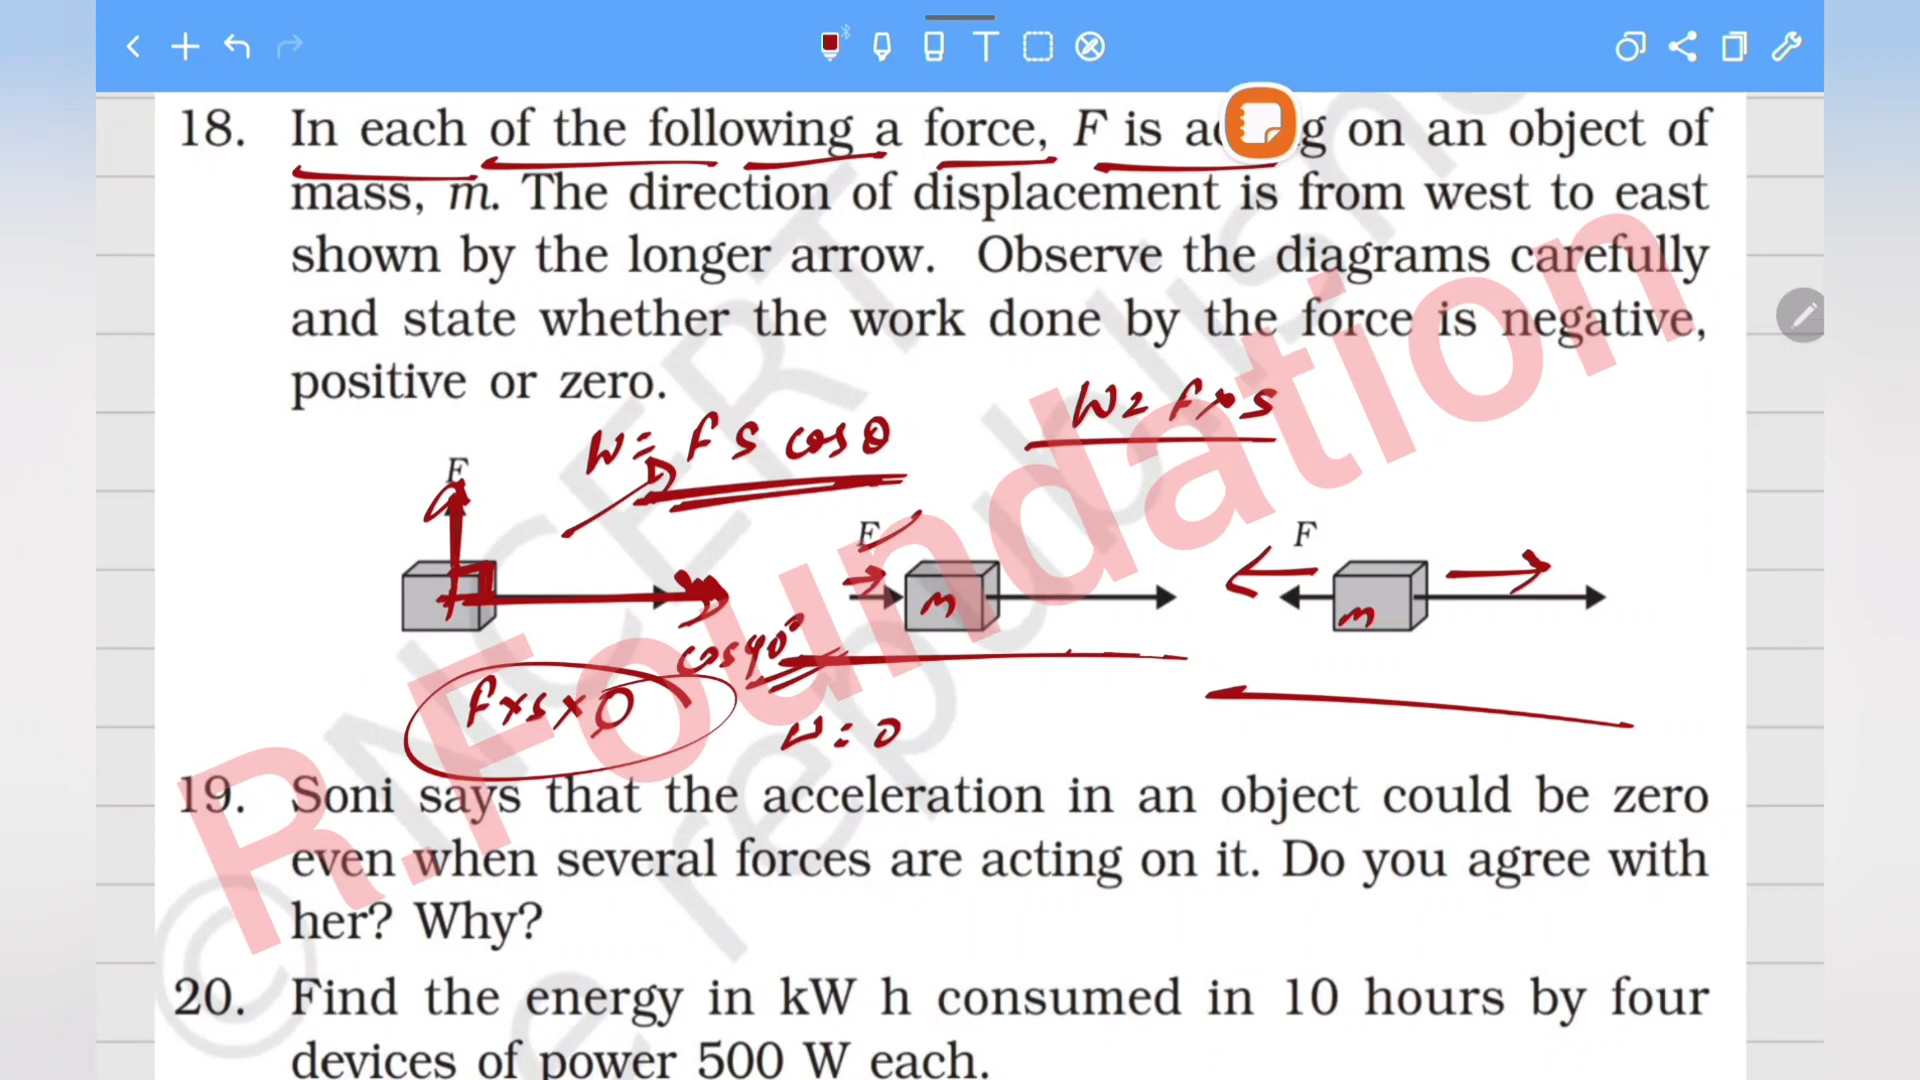 18. In each of the following a force, F is ac g on an object of
mass, m. The direction of displacement is from west to east
shown by the longer arrow. Observe the diagrams carefully
and state whether the work done by the force is negative,
positive or zero.
W = F s cos θ
W = F × s
F
F
F
m
m
cos 90°
F × s × 0
W = 0
19. Soni says that the acceleration in an object could be zero
even when several forces are acting on it. Do you agree with
her? Why?
20. Find the energy in kW h consumed in 10 hours by four
devices of power 500 W each.
R.Foundation
© NCERT
be republished